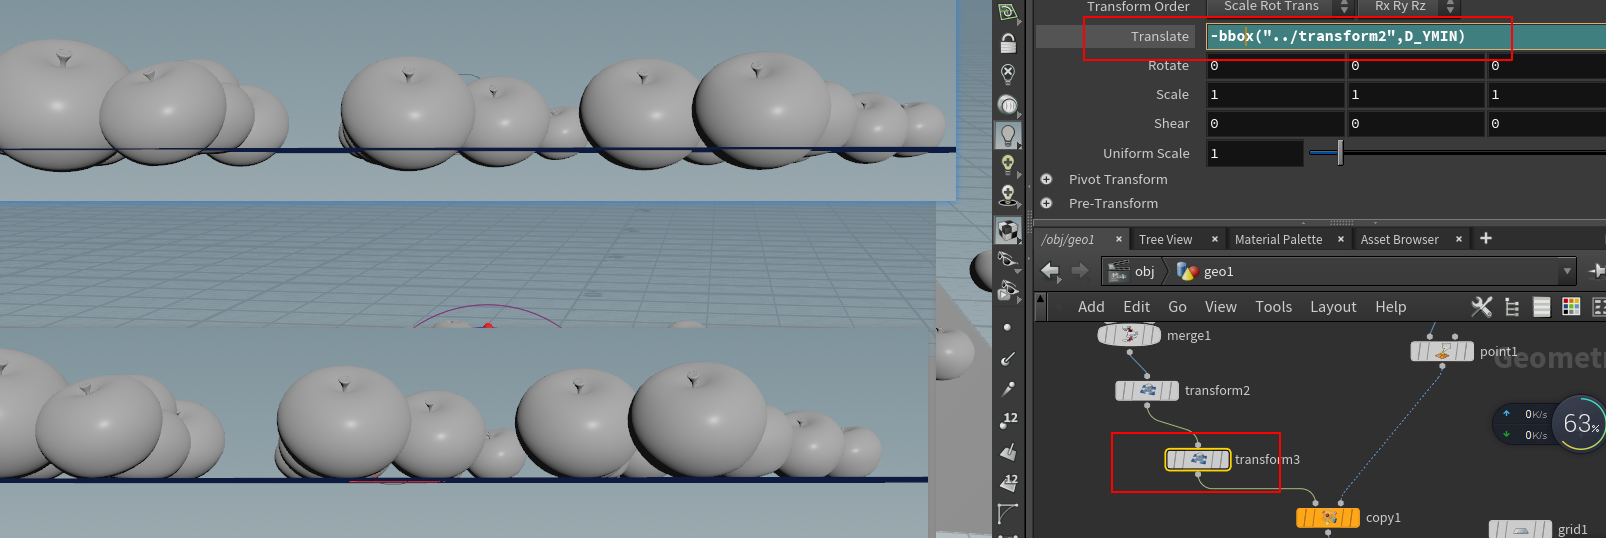 Transform Order Scale Rot Trans Rx Ry Rz
Translate -bbox("../transform2",D_YMIN)
Rotate 0 0 0
Scale 1 1 1
Shear 0 0 0
Uniform Scale 1
Pivot Transform
Pre-Transform
/obj/geo1 × Tree View × Material Palette × Asset Browser × +
obj geo1
Add Edit Go View Tools Layout Help
merge1
point1
Geometr
transform2
12
0K/s
63%
0K/s
transform3
12
copy1
grid1